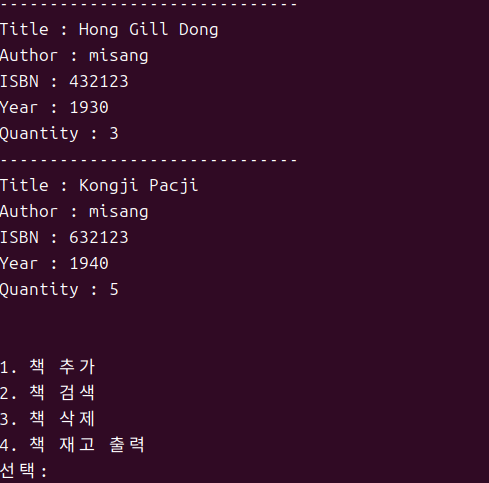 ------------------------------
Title : Hong Gill Dong
Author : misang
ISBN : 432123
Year : 1930
Quantity : 3
------------------------------
Title : Kongji Pacji
Author : misang
ISBN : 632123
Year : 1940
Quantity : 5
1. 책 추가
2. 책 검색
3. 책 삭제
4. 책 재고 출력
선택: